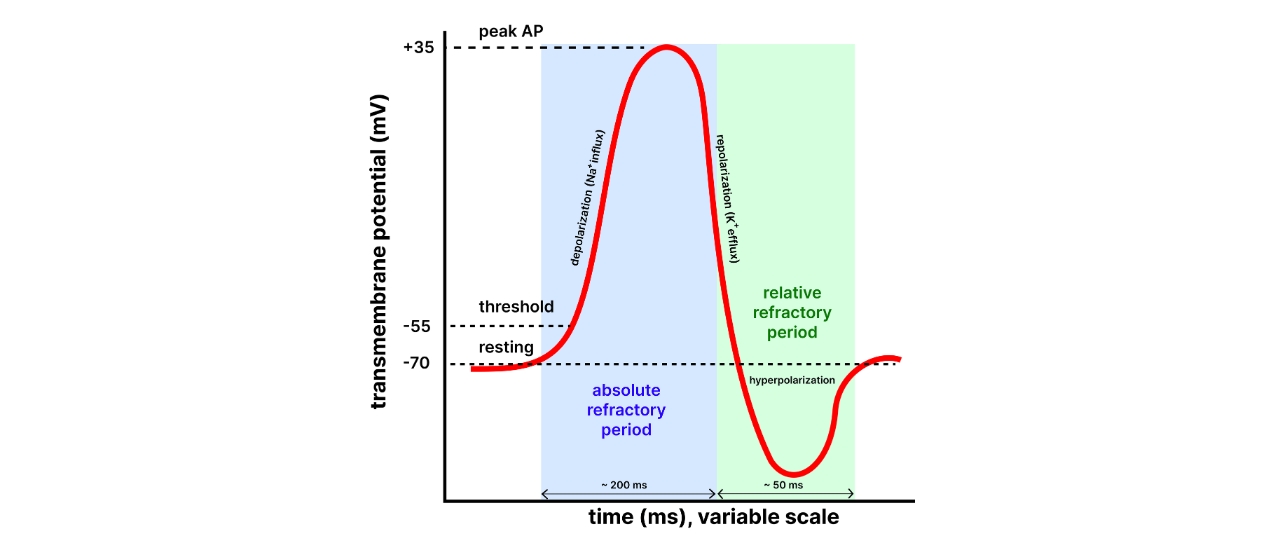 peak AP
+35
transmembrane potential (mV)
depolarization (Na⁺ influx)
repolarization (K⁺ efflux)
relative
refractory
period
threshold
-55
resting
-70
hyperpolarization
absolute
refractory
period
~ 200 ms
~ 50 ms
time (ms), variable scale